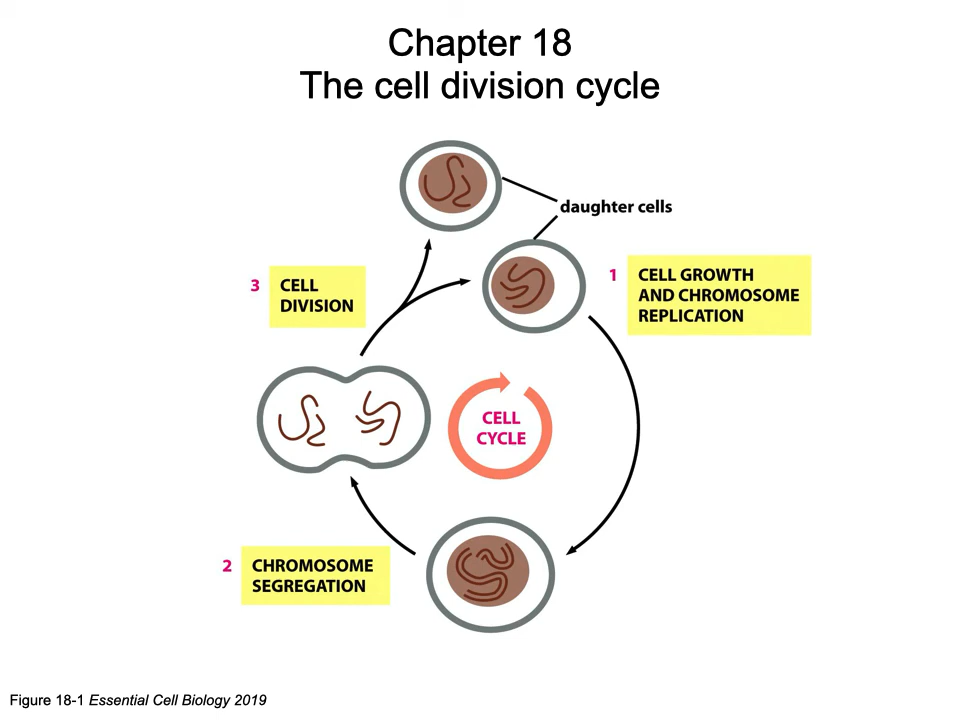 Chapter 18
The cell division cycle
daughter cells
1
CELL GROWTH
AND CHROMOSOME
REPLICATION
3
CELL
DIVISION
CELL
CYCLE
2
CHROMOSOME
SEGREGATION
Figure 18-1 Essential Cell Biology 2019